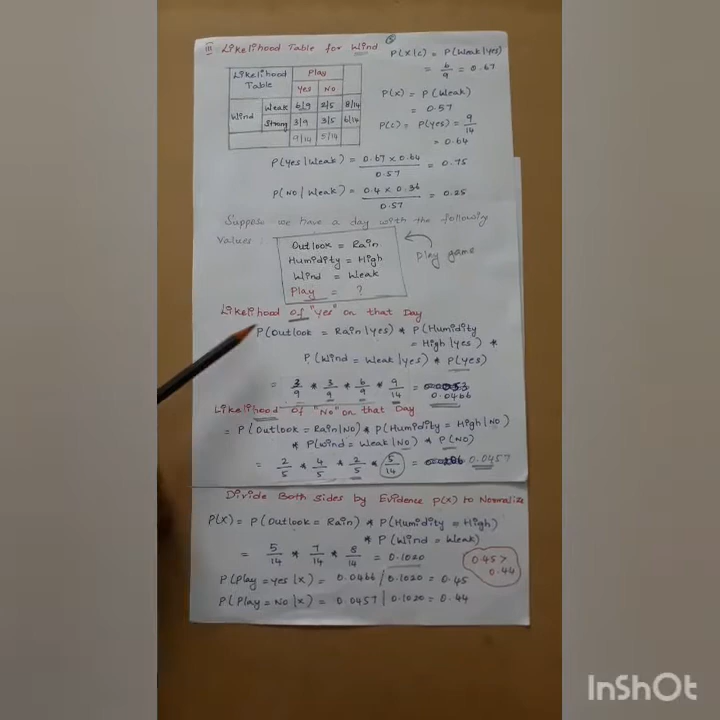 III Likelihood Table for Wind
P(X|C) = P(Weak|Yes)
= 6/9 = 0.67
Likelihood Table Play
Yes No
Wind Weak 6/9 2/5 8/14
Strong 3/9 3/5 6/14
9/14 5/14
P(X) = P(Weak)
= 0.57
P(C) = P(Yes) = 9/14
= 0.64
P(Yes|Weak) = 0.67 x 0.64 / 0.57 = 0.75
P(No|Weak) = 0.4 x 0.36 / 0.57 = 0.25
Suppose we have a day with the following
Values :
Outlook = Rain
Humidity = High
Wind = Weak
Play = ?
Play game
Likelihood of "Yes" on that Day
P(Outlook = Rain|Yes) * P(Humidity
= High|Yes) *
P(Wind = Weak|Yes) * P(Yes)
= 3/9 * 3/9 * 6/9 * 9/14 =
0.0466
Likelihood of "No" on that Day
= P(Outlook = Rain|No) * P(Humidity = High|No)
* P(Wind = Weak|No) * P(No)
= 2/5 * 4/5 * 2/5 * 5/14 = 0.0457
Divide Both Sides by Evidence P(X) to Normalize
P(X) = P(Outlook = Rain) * P(Humidity = High)
* P(Wind = Weak)
= 5/14 * 7/14 * 8/14 = 0.1020
0.45 >
0.44
P(Play = Yes|X) = 0.0466 / 0.1020 = 0.45
P(Play = No|X) = 0.0457 / 0.1020 = 0.44
InShOt